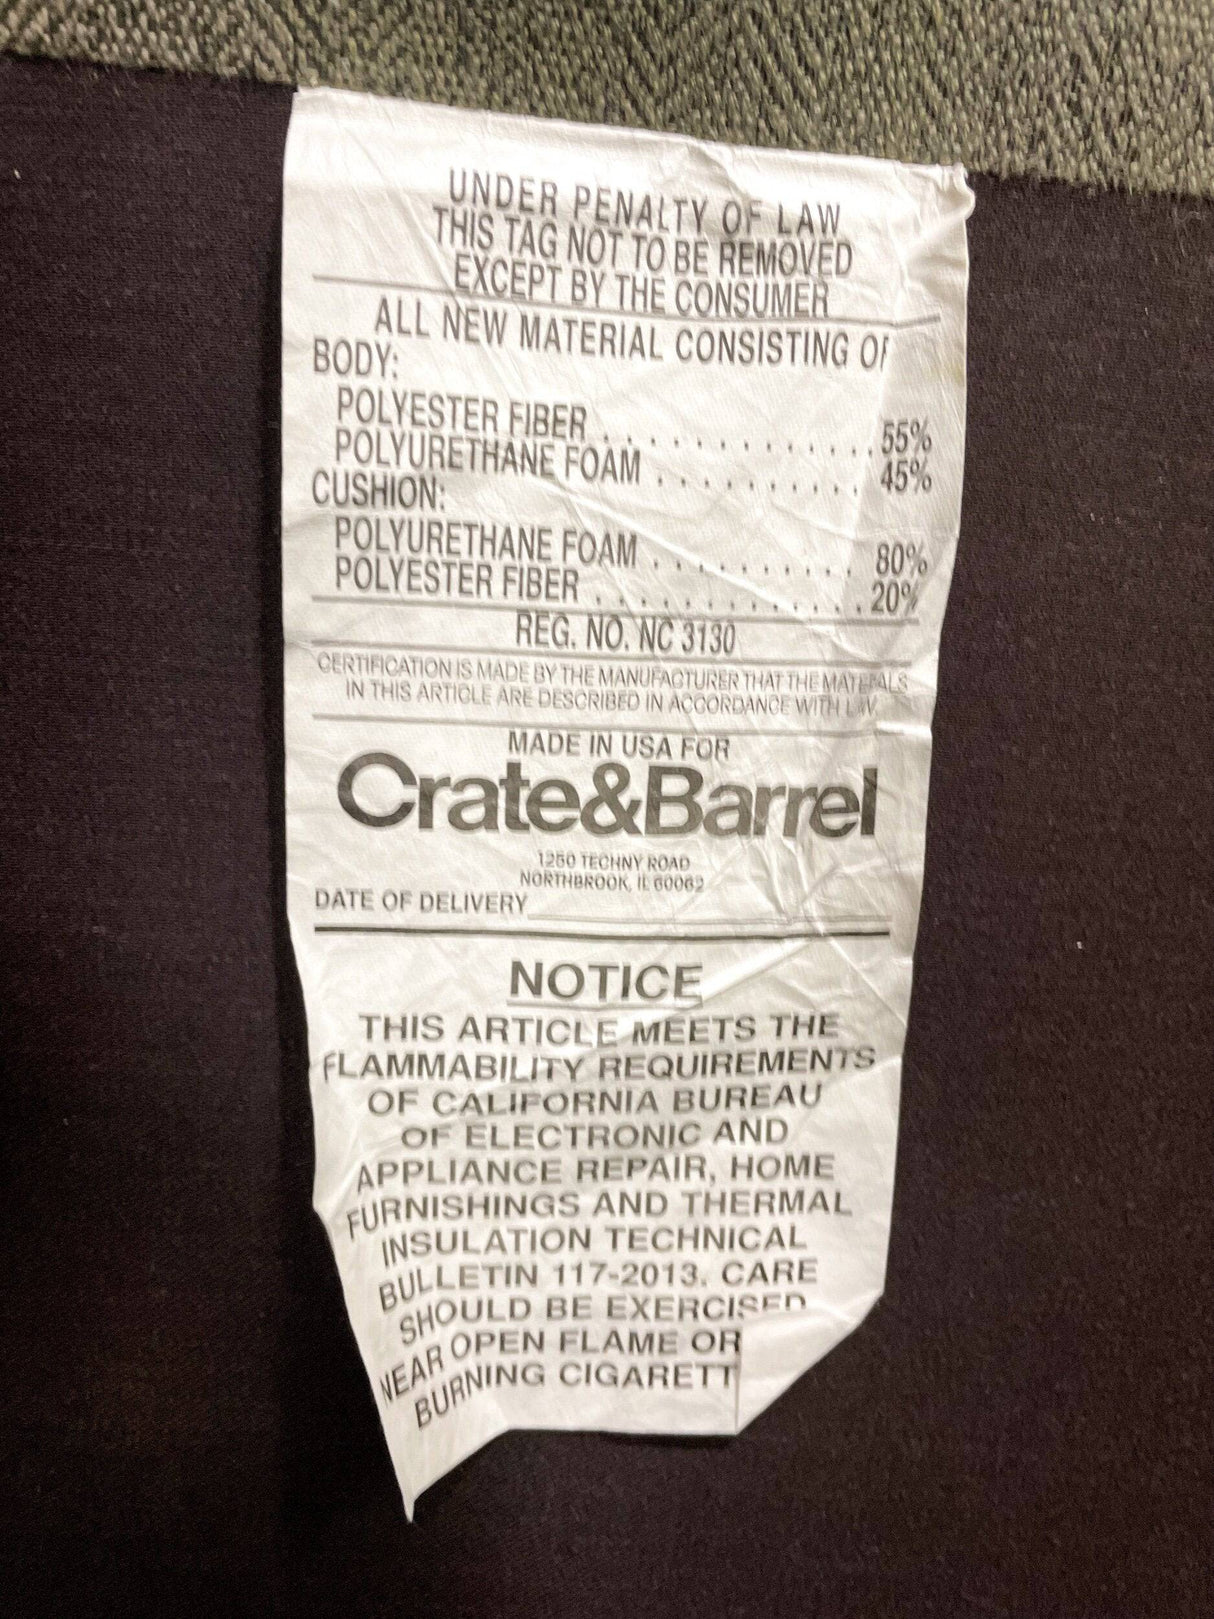 UNDER PENALTY OF LAW
THIS TAG NOT TO BE REMOVED
EXCEPT BY THE CONSUMER
ALL NEW MATERIAL CONSISTING OF
BODY:
POLYESTER FIBER . . . . . . . . . . . . . 55%
POLYURETHANE FOAM . . . . . . . . . . 45%
CUSHION:
POLYURETHANE FOAM . . . . . . . . . . 80%
POLYESTER FIBER . . . . . . . . . . . . . 20%
REG. NO. NC 3130
CERTIFICATION IS MADE BY THE MANUFACTURER THAT THE MATERIALS
IN THIS ARTICLE ARE DESCRIBED IN ACCORDANCE WITH LAW.
MADE IN USA FOR
Crate&Barrel
1250 TECHNY ROAD
NORTHBROOK, IL 60062
DATE OF DELIVERY
NOTICE
THIS ARTICLE MEETS THE
FLAMMABILITY REQUIREMENTS
OF CALIFORNIA BUREAU
OF ELECTRONIC AND
APPLIANCE REPAIR, HOME
FURNISHINGS AND THERMAL
INSULATION TECHNICAL
BULLETIN 117-2013. CARE
SHOULD BE EXERCISED
NEAR OPEN FLAME OR
BURNING CIGARETT